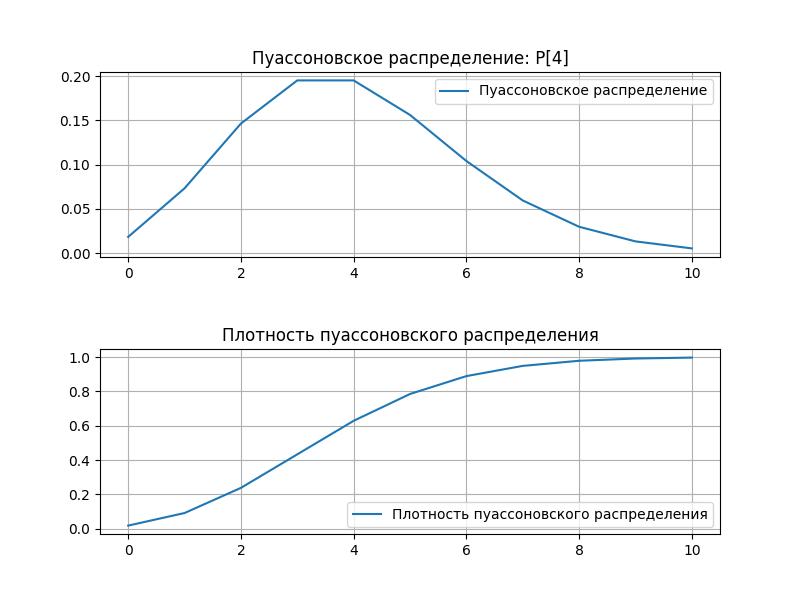 Пуассоновское распределение: P[4]
0.20
0.15
0.10
0.05
0.00
Пуассоновское распределение
0 2 4 6 8 10
Плотность пуассоновского распределения
1.0
0.8
0.6
0.4
0.2
0.0
Плотность пуассоновского распределения
0 2 4 6 8 10